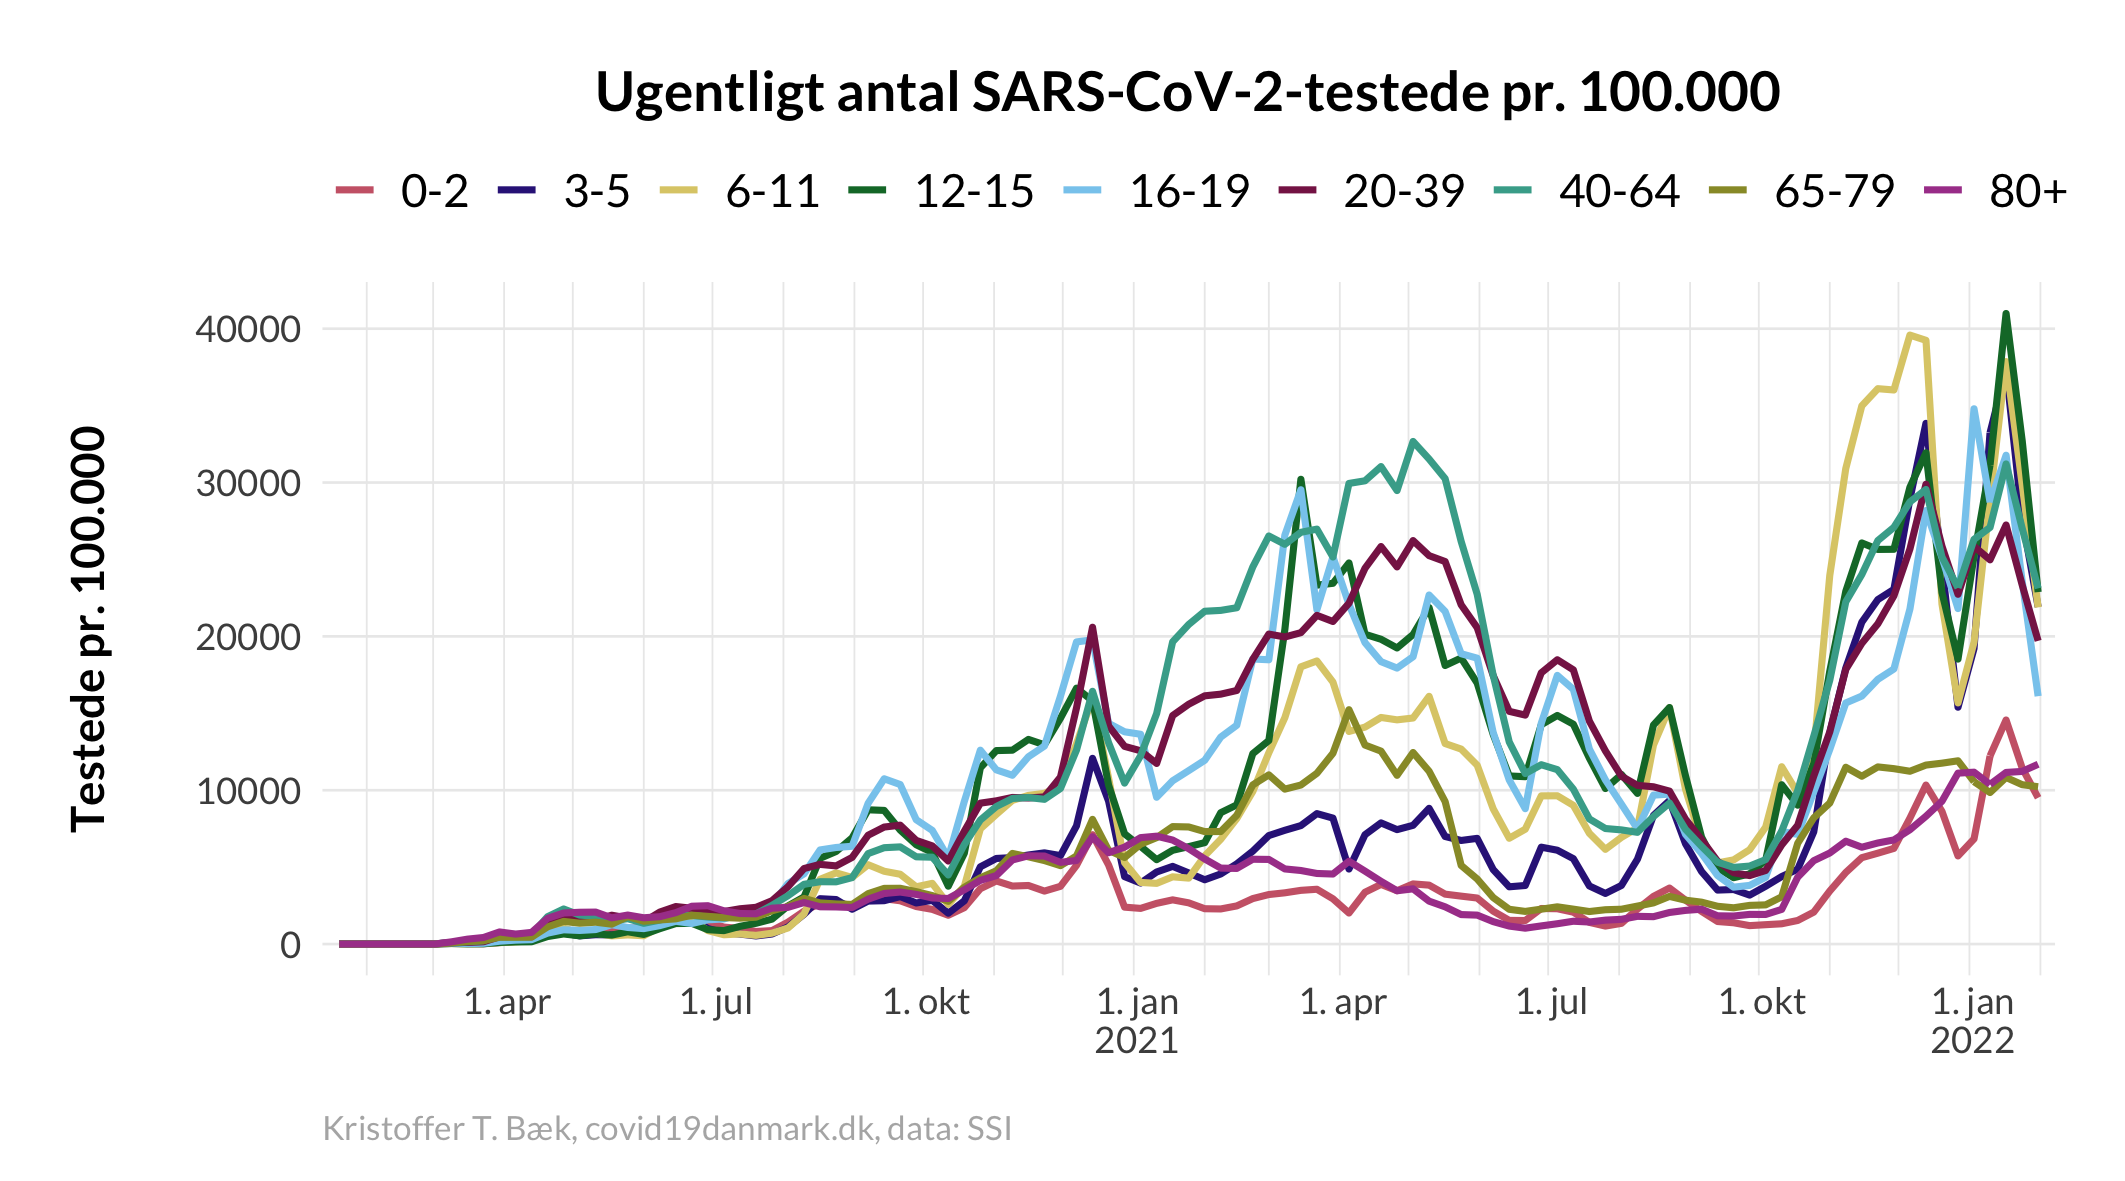 Ugentligt antal SARS-CoV-2-testede pr. 100.000
0-2 3-5 6-11 12-15 16-19 20-39 40-64 65-79 80+
Testede pr. 100.000
40000
30000
20000
10000
0
1. apr 1. jul 1. okt 1. jan 1. apr 1. jul 1. okt 1. jan
2021 2022
Kristoffer T. Bæk, covid19danmark.dk, data: SSI